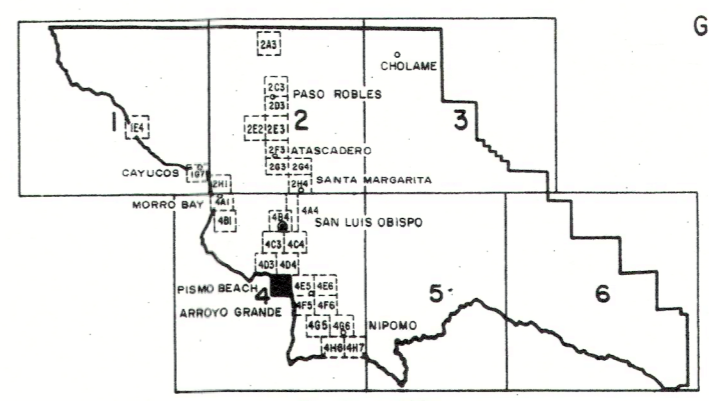 G
2A3
CHOLAME
2C3
PASO ROBLES
2D3
1
1E4
2E2 2E3
2
3
2F3
ATASCADERO
2G3 2G4
CAYUCOS
1G7
2H1
2H4
SANTA MARGARITA
MORRO BAY
4A1
4A4
4B1
4B4
SAN LUIS OBISPO
4C3 4C4
4D3 4D4
PISMO BEACH
4
4E5 4E6
5
6
ARROYO GRANDE
4F5 4F6
4G5 4G6
NIPOMO
4H6 4H7